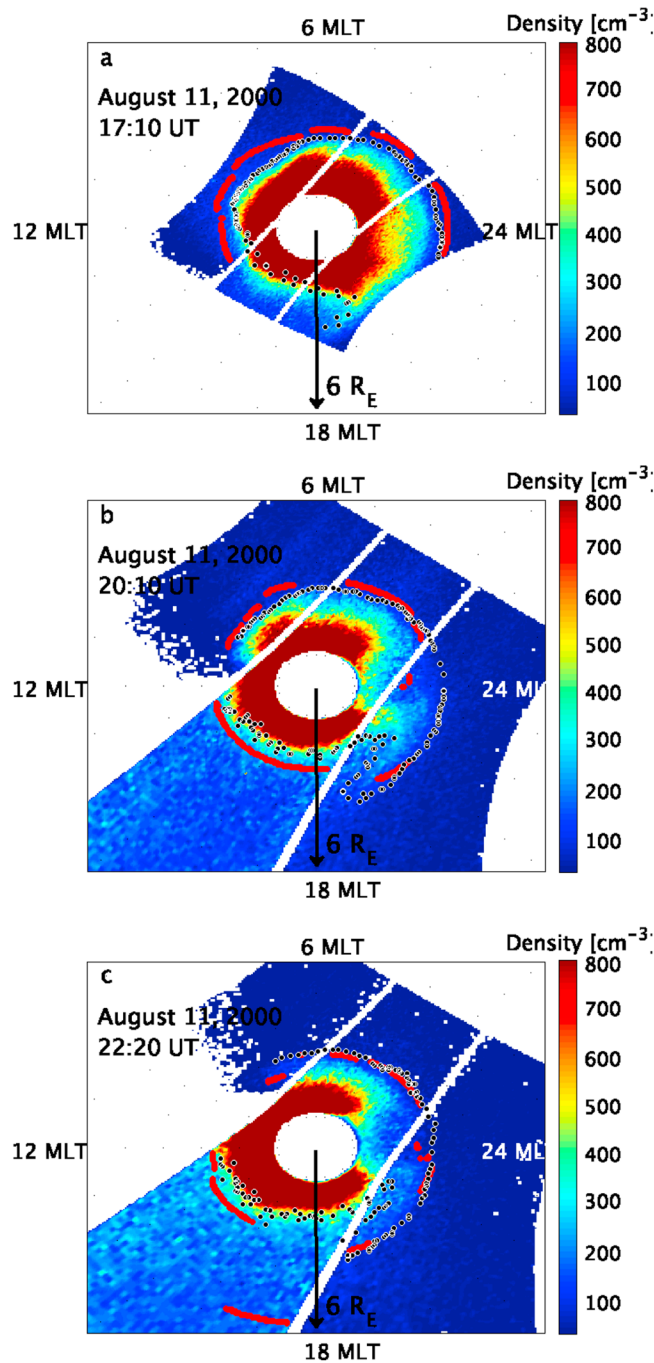 Density [cm⁻³]
6 MLT
a
August 11, 2000
17:10 UT
12 MLT
24 MLT
6 R_E
18 MLT
800
700
600
500
400
300
200
100
Density [cm⁻³]
6 MLT
b
August 11, 2000
20:10 UT
12 MLT
24 ML
6 R_E
18 MLT
800
700
600
500
400
300
200
100
Density [cm⁻³]
6 MLT
c
August 11, 2000
22:20 UT
12 MLT
24 MLT
6 R_E
18 MLT
800
700
600
500
400
300
200
100